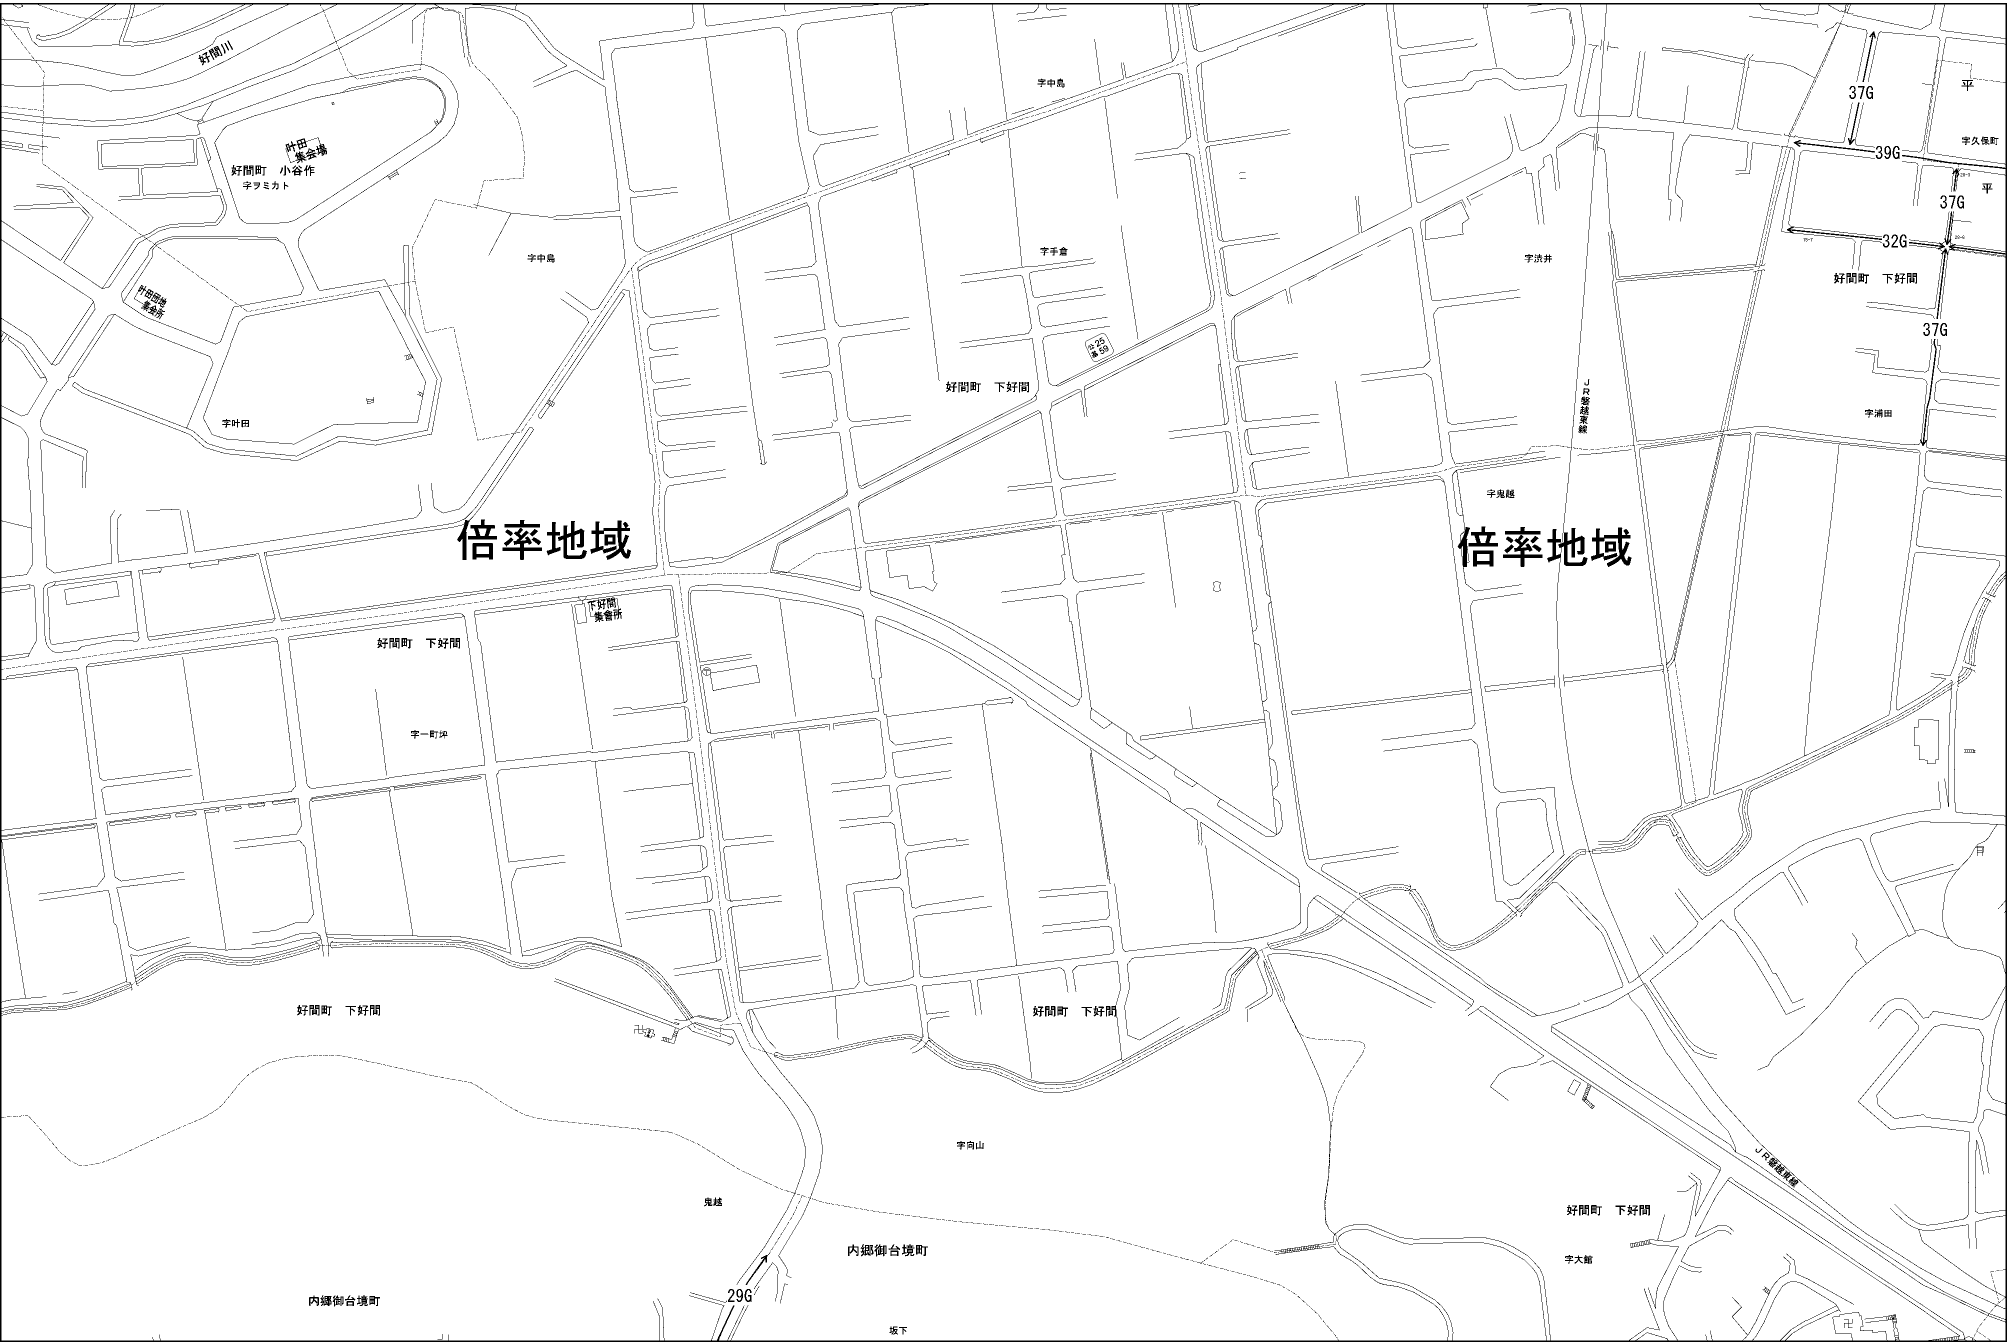 好間川
字中島
37G
平
叶田
集会場
39G
字久保町
好間町 小谷作
字ヲミカト
平
37G
32G
字手倉
字中島
字渋井
好間町 下好間
叶田団地
集会所
37G
公 25
基 59
好間町 下好間
JR磐越東線
字浦田
字叶田
字鬼越
倍率地域
倍率地域
下好間
集会所
好間町 下好間
字一町坪
好間町 下好間
好間町 下好間
字向山
JR磐越東線
鬼越
好間町 下好間
内郷御台境町
字大館
29G
内郷御台境町
坂下